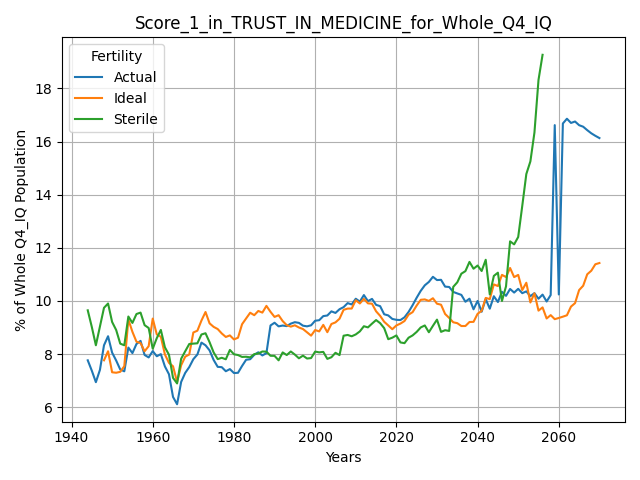 Score_1_in_TRUST_IN_MEDICINE_for_Whole_Q4_IQ
Fertility
Actual
Ideal
Sterile
% of Whole Q4_IQ Population
18
16
14
12
10
8
6
1940 1960 1980 2000 2020 2040 2060
Years